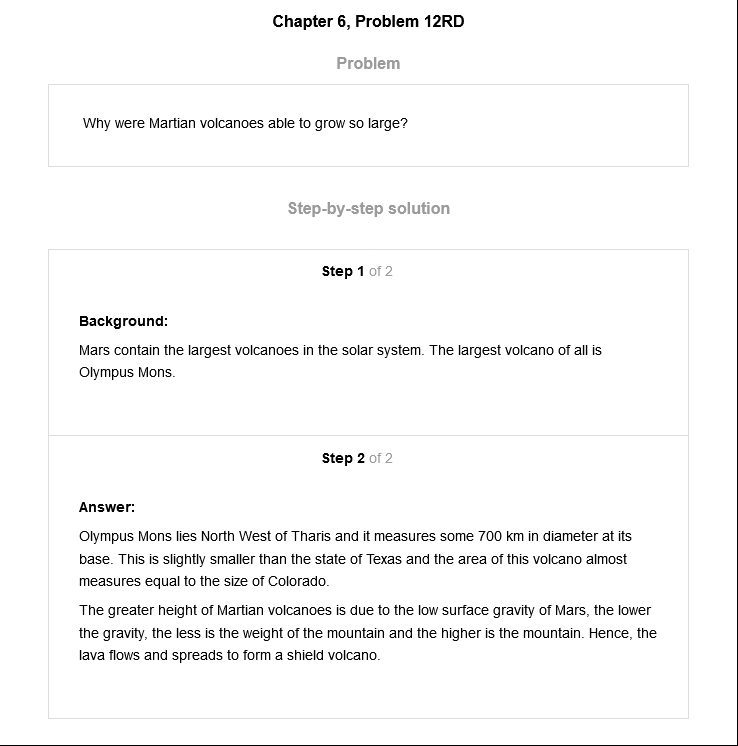 Chapter 6, Problem 12RD
Problem
Why were Martian volcanoes able to grow so large?
Step-by-step solution
Step 1 of 2
Background:
Mars contain the largest volcanoes in the solar system. The largest volcano of all is
Olympus Mons.
Step 2 of 2
Answer:
Olympus Mons lies North West of Tharis and it measures some 700 km in diameter at its
base. This is slightly smaller than the state of Texas and the area of this volcano almost
measures equal to the size of Colorado.
The greater height of Martian volcanoes is due to the low surface gravity of Mars, the lower
the gravity, the less is the weight of the mountain and the higher is the mountain. Hence, the
lava flows and spreads to form a shield volcano.